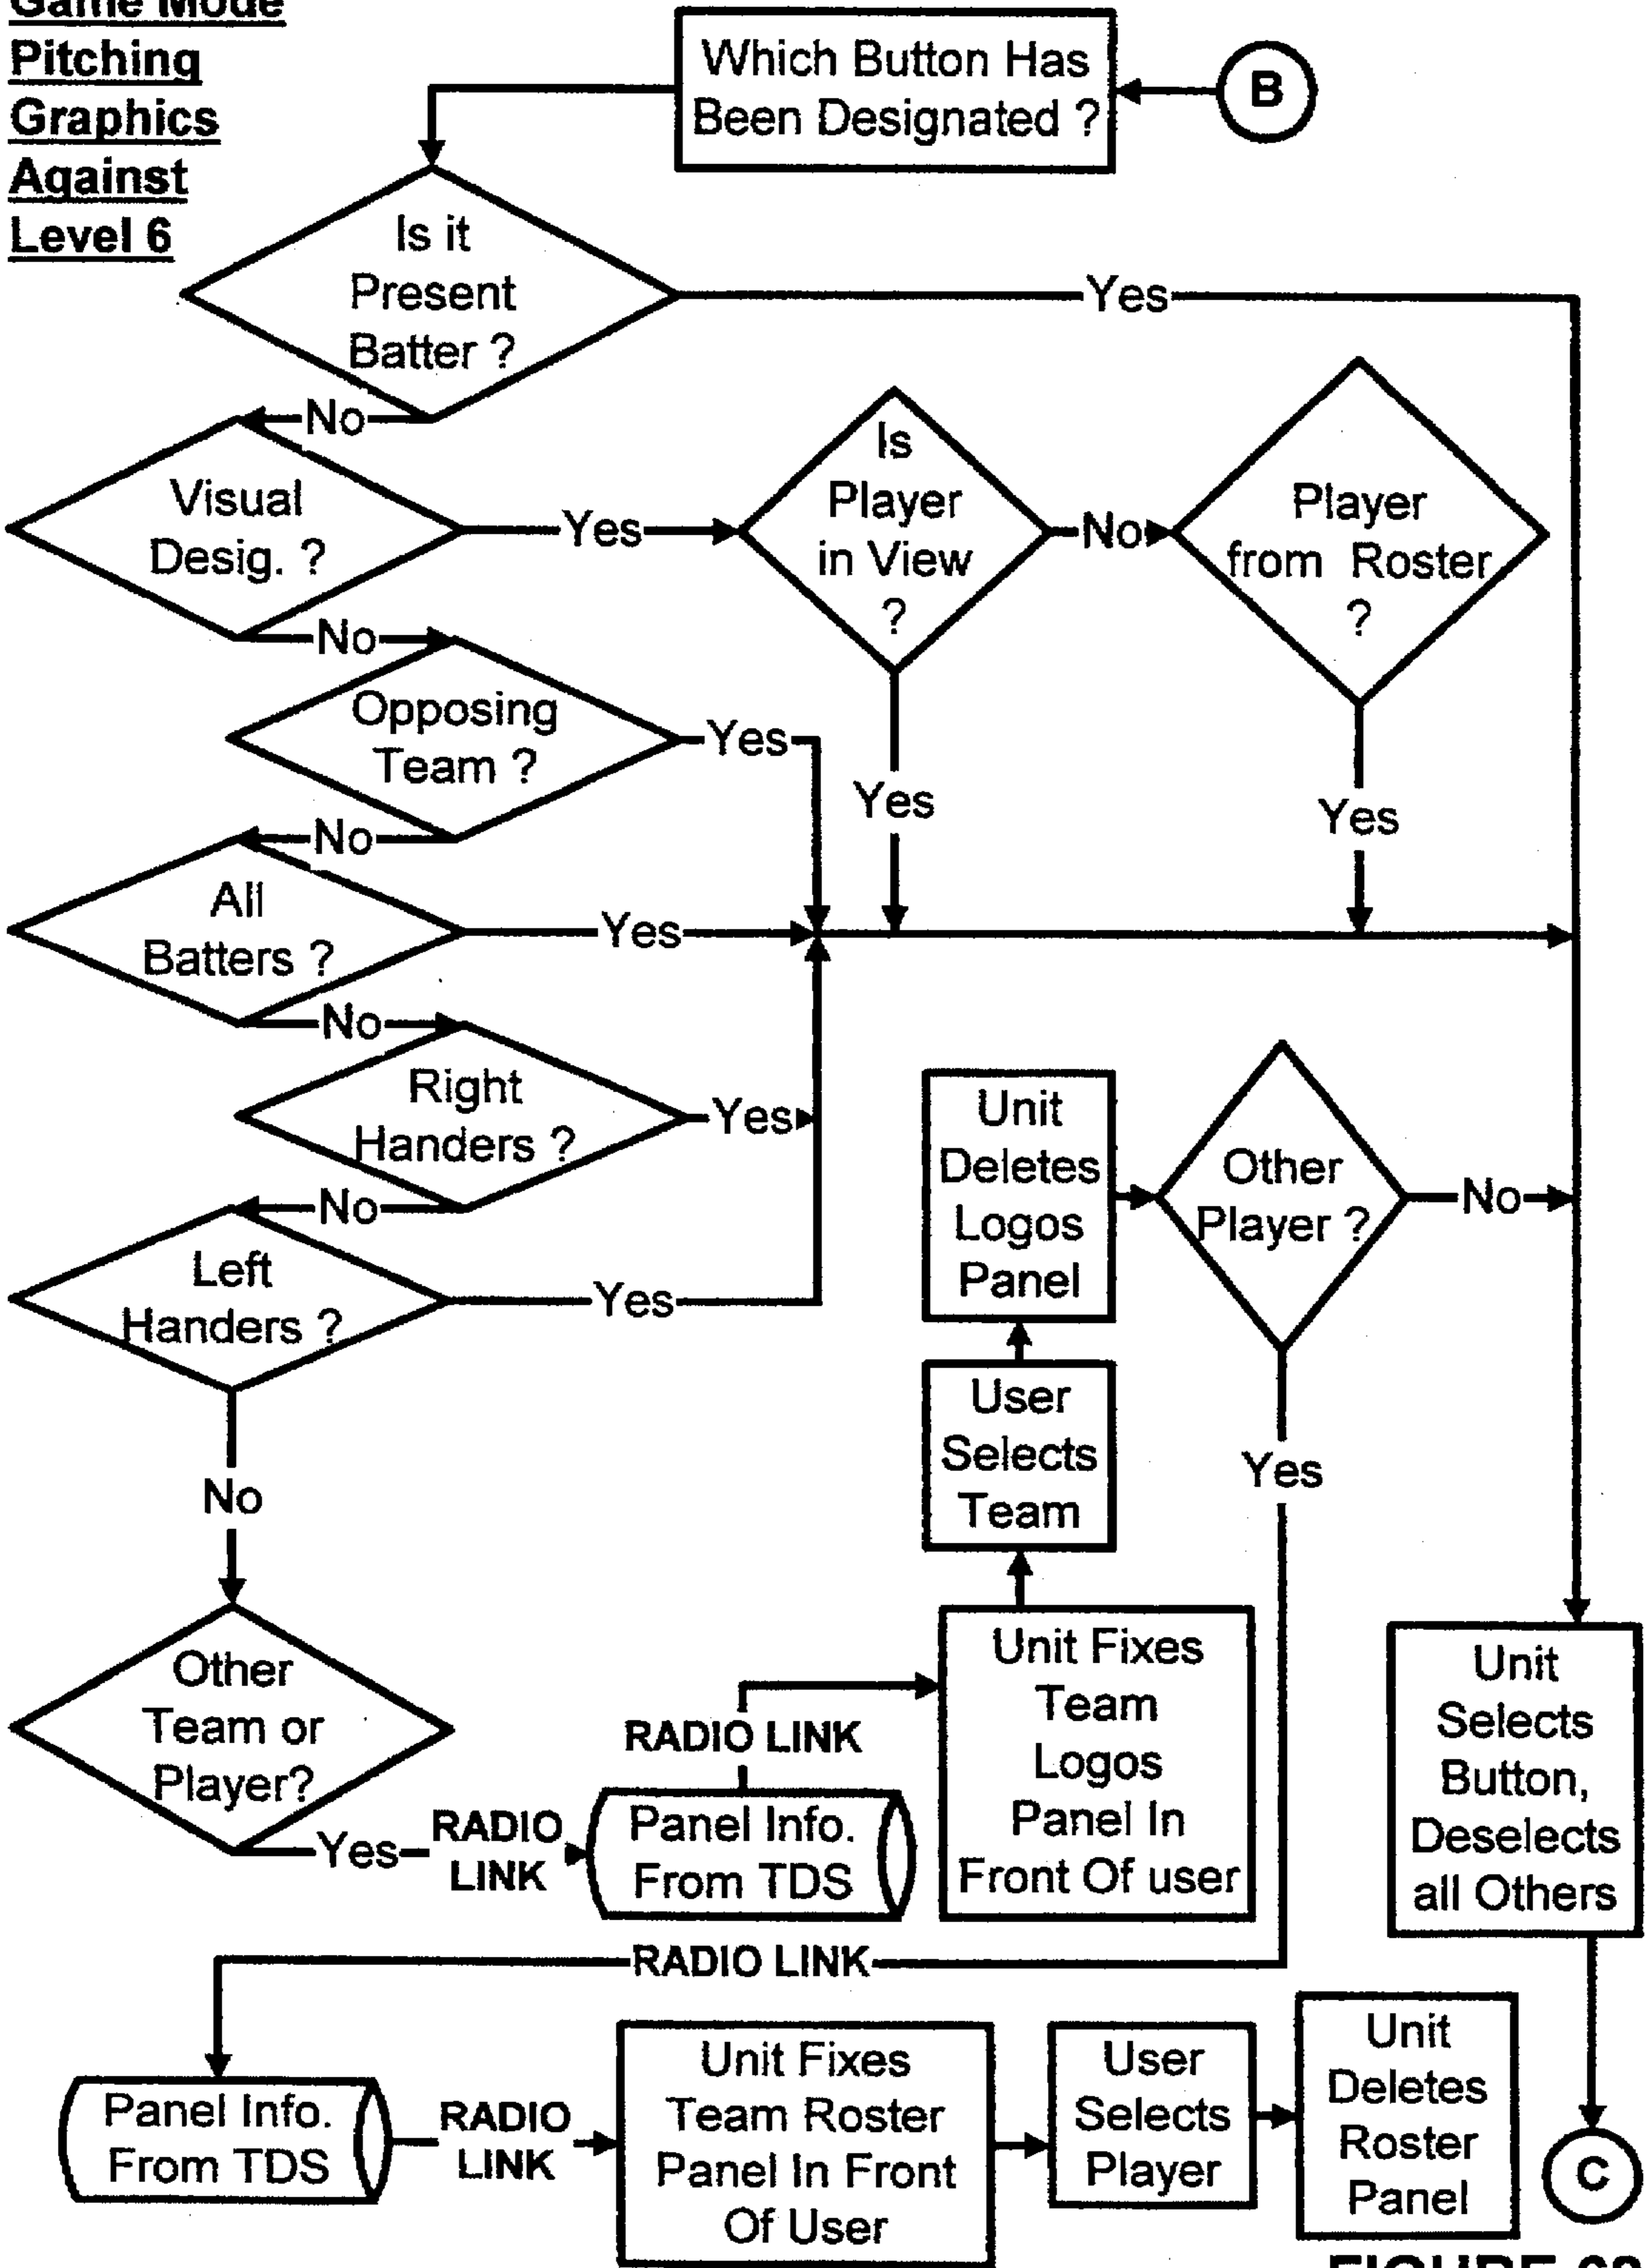 Game Mode
Pitching
Graphics
Against
Level 6
Which Button Has
Been Designated ?
B
Is it
Present
Batter ?
Yes
No
Visual
Desig. ?
Yes
Is
Player
in View
?
No
Player
from Roster
?
No
Opposing
Team ?
Yes
Yes
Yes
No
All
Batters ?
Yes
No
Right
Handers ?
Yes
No
Left
Handers ?
Yes
Unit
Deletes
Logos
Panel
Other
Player ?
No
User
Selects
Team
Yes
No
Other
Team or
Player?
Yes
RADIO
LINK
Panel Info.
From TDS
RADIO LINK
Unit Fixes
Team
Logos
Panel In
Front Of user
Unit
Selects
Button,
Deselects
all Others
RADIO LINK
Panel Info.
From TDS
RADIO
LINK
Unit Fixes
Team Roster
Panel In Front
Of User
User
Selects
Player
Unit
Deletes
Roster
Panel
C
FIGURE 68